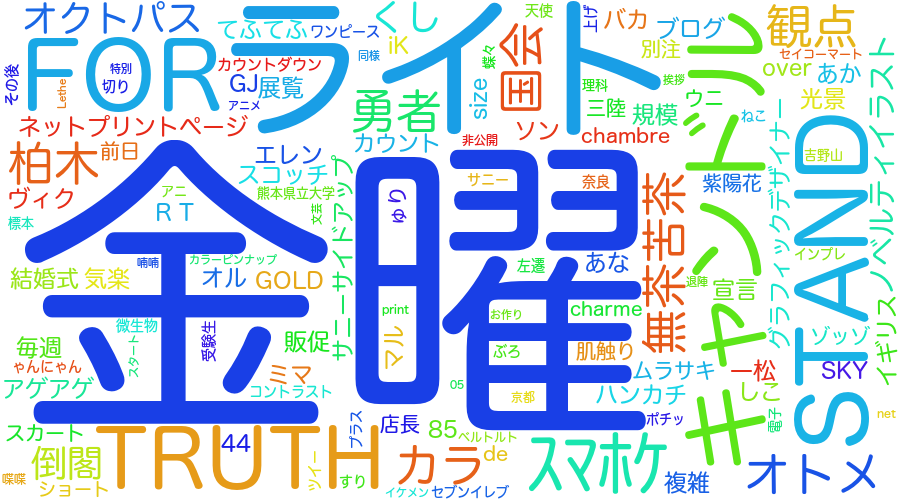 オクトパス
てふてふ
ワンピース
くし
天使
上げ
バカ
ブログ
観点
セイコーマート
FOR
ライト
同様
iK
蝶々
国会
別注
over
あか
その後
特別
切り
Lethe
カウントダウン
GJ
展覧
アニメ
勇者
size
理科
挨拶
三陸
規模
ウニ
光景
ねこ
ネットプリントページ
カウント
非公開
ソン
chambre
キャンドル
STAND
吉野山
柏木
前日
エレン
スコッチ
サニー
奈良
無茶苦茶
紫陽花
グラフィックデザイナー
イギリス
ノベルティ
イラスト
ヴィク
アニ
熊本県立大学
ゅり
標本
RT
文芸
サニーサイドアップ
金曜
喃喃
カラーピンナップ
左遷
あな
インプレ
結婚式
気楽
オル
GOLD
退陣
宣言
微生物
受験生
print
charme
お作り
毎週
スタート
販促
マル
ぶろ
肌触り
ゾッゾ
ゃんにゃん
ミマ
ムラサキ
一松
SKY
アゲアゲ
コントラスト
05
京都
ハンカチ
しこ
スカート
TRUTH
44
プラス
店長
85
ポチッ
電子
net
倒閣
ベルトルト
カラ
de
スマホケ
オトメ
喋喋
ショート
ツイー
すり
イケメン
セブンイレブ
複雑